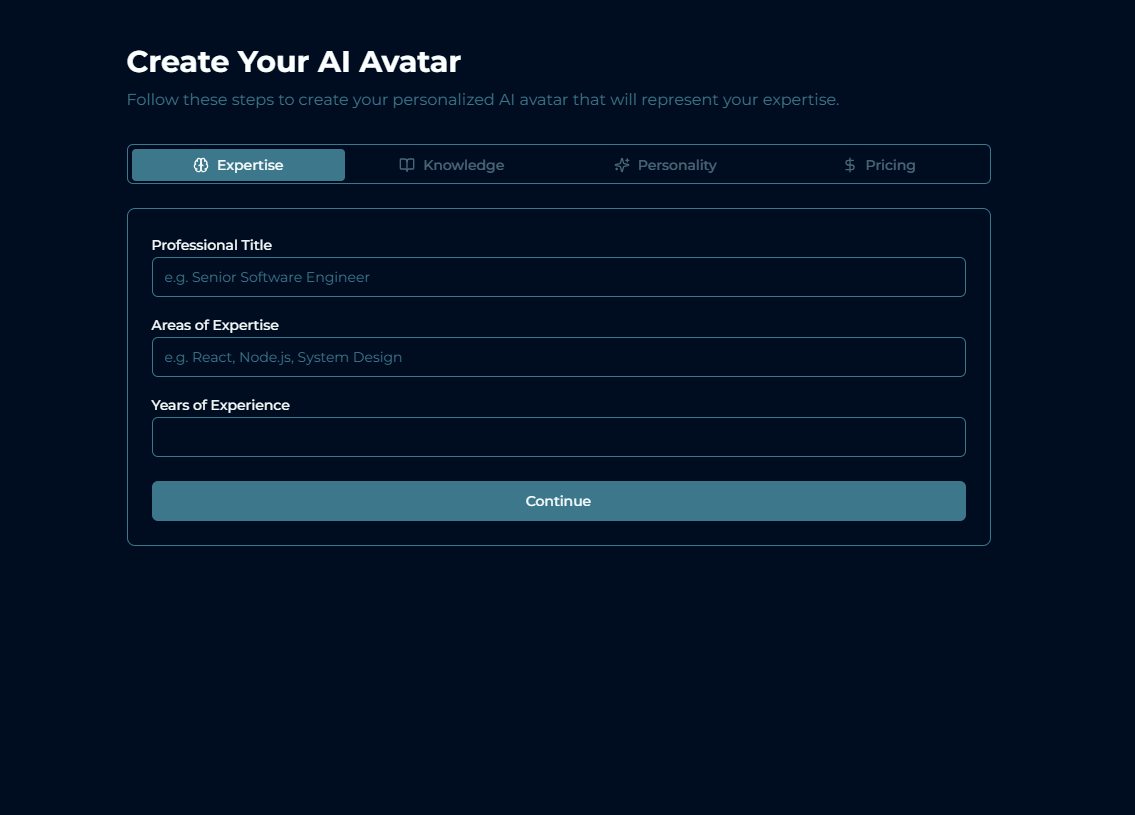 Create Your AI Avatar
Follow these steps to create your personalized AI avatar that will represent your expertise.
Expertise Knowledge Personality Pricing
Professional Title
e.g. Senior Software Engineer
Areas of Expertise
e.g. React, Node.js, System Design
Years of Experience
Continue